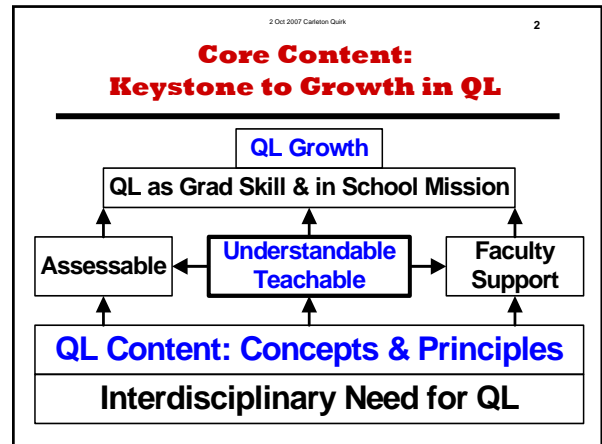 2 Oct 2007 Carleton Quirk
2
Core Content:
Keystone to Growth in QL
QL Growth
QL as Grad Skill & in School Mission
Assessable
Understandable
Teachable
Faculty
Support
QL Content: Concepts & Principles
Interdisciplinary Need for QL